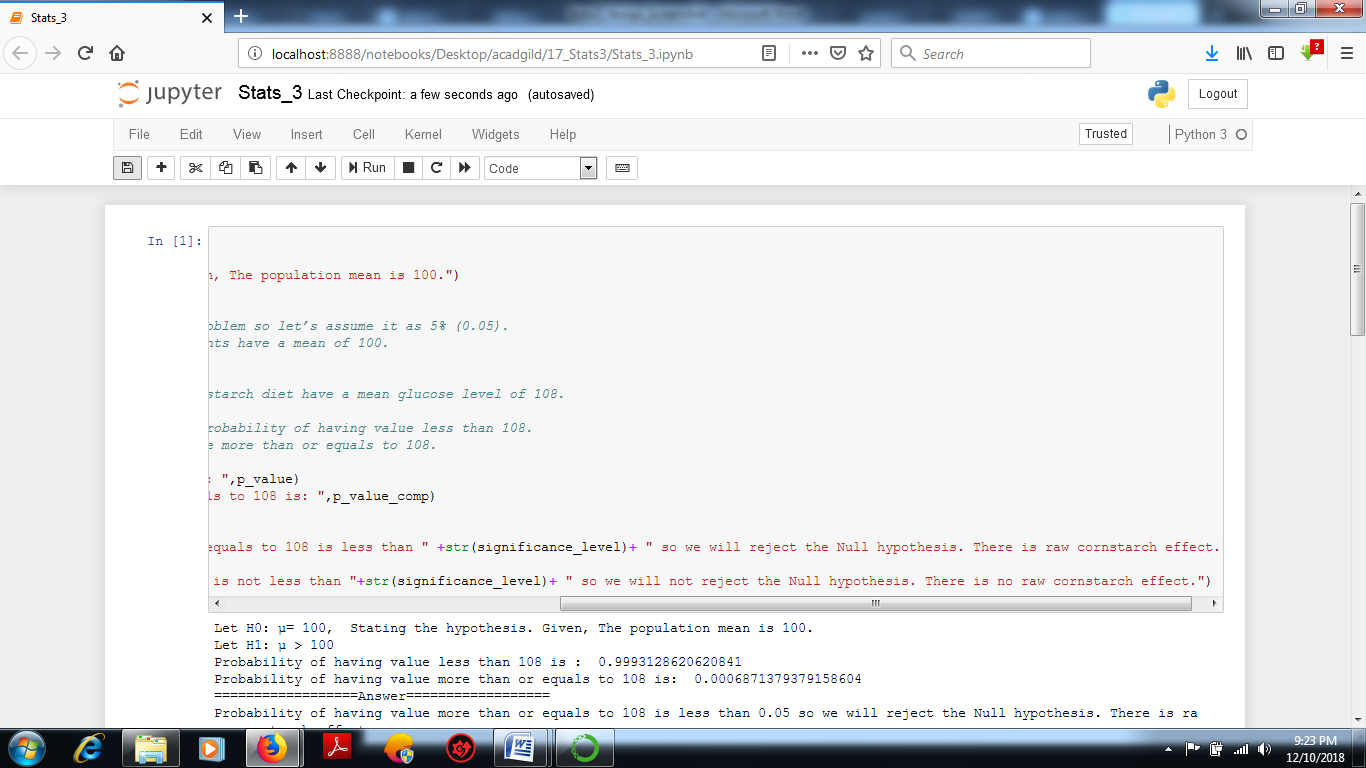 Stats_3
localhost:8888/notebooks/Desktop/acadgild/17_Stats3/Stats_3.ipynb
Search
jupyter Stats_3 Last Checkpoint: a few seconds ago (autosaved)
Logout
File Edit View Insert Cell Kernel Widgets Help
Trusted Python 3
Run Code
In [1]:
, The population mean is 100.")
so let’s assume it as 5% (0.05).
have a mean of 100.
diet have a mean glucose level of 108.
of having value less than 108.
more than or equals to 108.
: ",p_value)
to 108 is: ",p_value_comp)
equals to 108 is less than " +str(significance_level)+ " so we will reject the Null hypothesis. There is raw cornstarch effect.
is not less than "+str(significance_level)+ " so we will not reject the Null hypothesis. There is no raw cornstarch effect.")
Let H0: μ= 100,  Stating the hypothesis. Given, The population mean is 100.
Let H1: μ > 100
Probability of having value less than 108 is :  0.9993128620620841
Probability of having value more than or equals to 108 is:  0.0006871379379158604
==================Answer==================
Probability of having value more than or equals to 108 is less than 0.05 so we will reject the Null hypothesis. There is ra
9:23 PM
12/10/2018